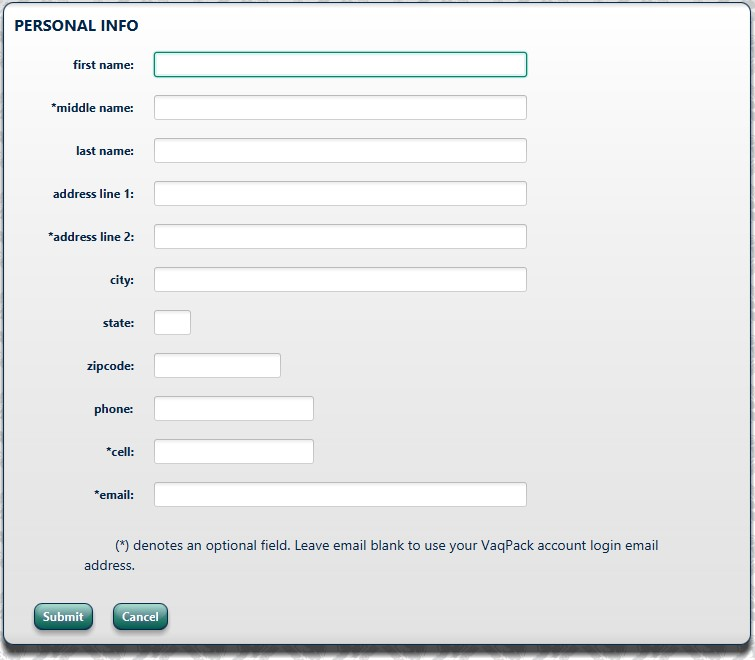 PERSONAL INFO
first name:
*middle name:
last name:
address line 1:
*address line 2:
city:
state:
zipcode:
phone:
*cell:
*email:
(*) denotes an optional field. Leave email blank to use your VaqPack account login email
address.
Submit Cancel